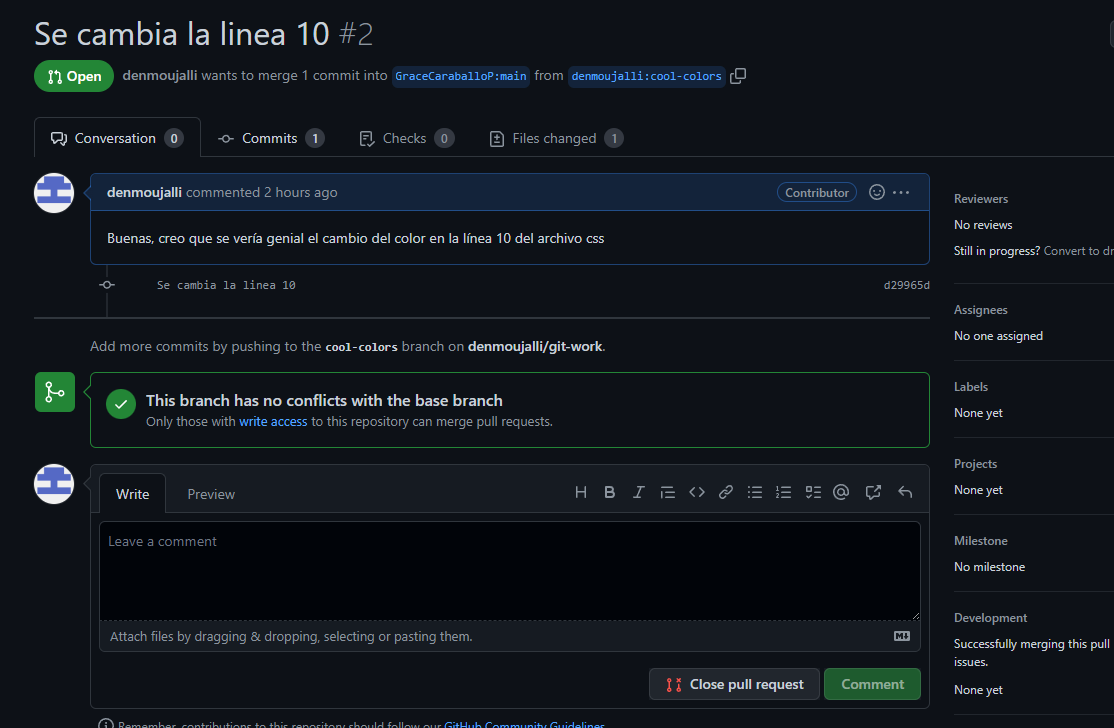 Se cambia la linea 10 #2
Open denmoujalli wants to merge 1 commit into GraceCaraballoP:main from denmoujalli:cool-colors
Conversation 0 Commits 1 Checks 0 Files changed 1
denmoujalli commented 2 hours ago Contributor
Buenas, creo que se vería genial el cambio del color en la línea 10 del archivo css
Se cambia la linea 10 d29965d
Add more commits by pushing to the cool-colors branch on denmoujalli/git-work.
This branch has no conflicts with the base branch
Only those with write access to this repository can merge pull requests.
Write Preview
Leave a comment
Attach files by dragging & dropping, selecting or pasting them.
Close pull request Comment
Remember, contributions to this repository should follow our GitHub Community Guidelines
Reviewers
No reviews
Still in progress? Convert to
Assignees
No one assigned
Labels
None yet
Projects
None yet
Milestone
No milestone
Development
Successfully merging this pull
issues.
None yet